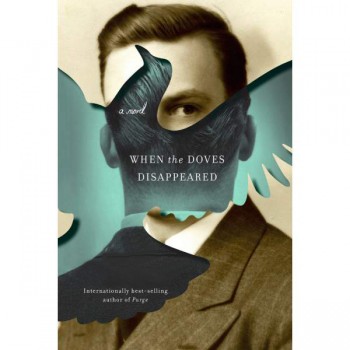 a novel
WHEN the DOVES
DISAPPEARED
Internationally best-selling
author of Purge